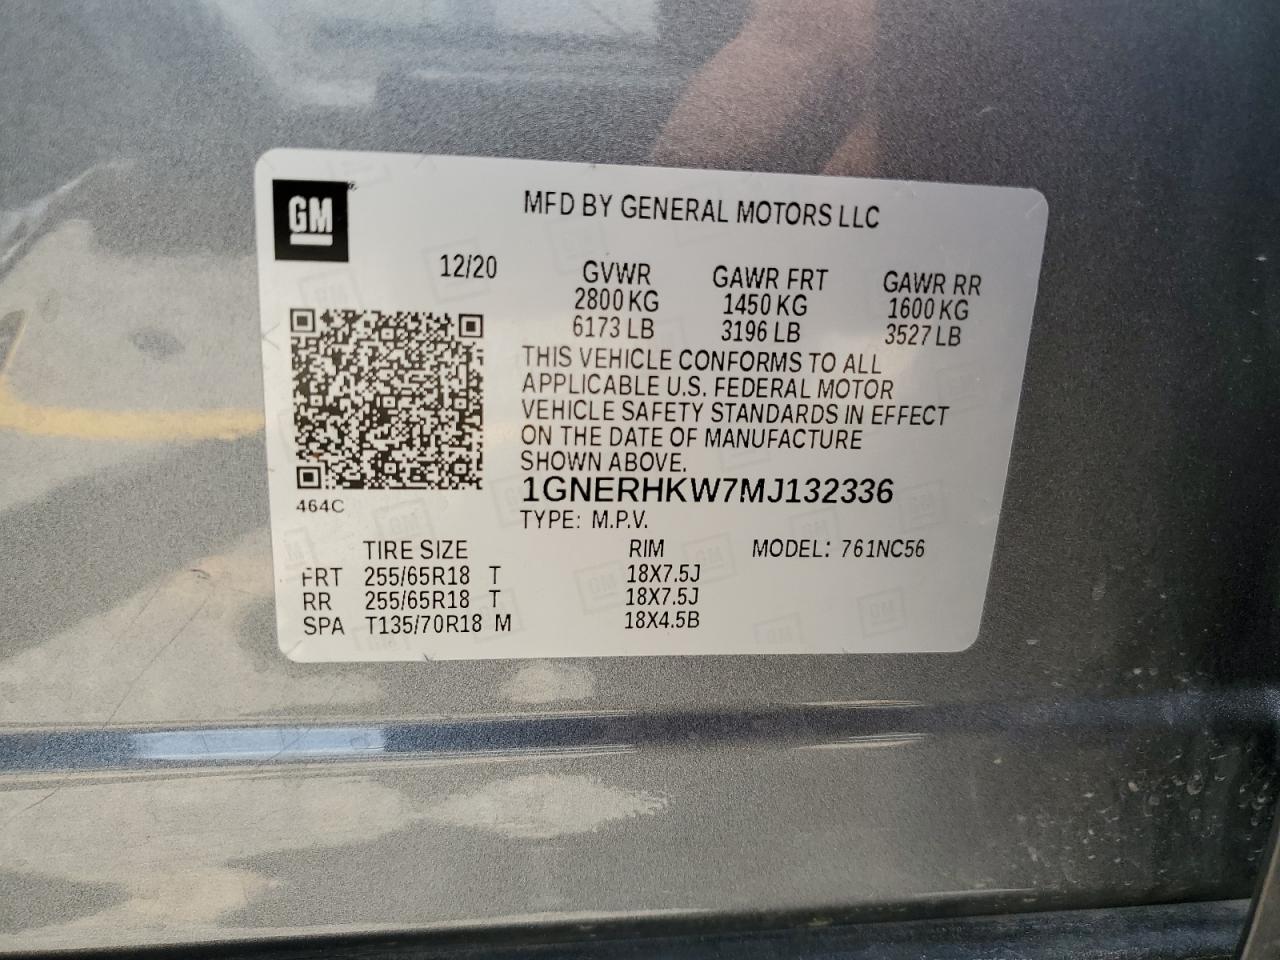 GM
MFD BY GENERAL MOTORS LLC
12/20 GVWR GAWR FRT GAWR RR
2800 KG 1450 KG 1600 KG
6173 LB 3196 LB 3527 LB
THIS VEHICLE CONFORMS TO ALL
APPLICABLE U.S. FEDERAL MOTOR
VEHICLE SAFETY STANDARDS IN EFFECT
ON THE DATE OF MANUFACTURE
SHOWN ABOVE.
1GNERHKW7MJ132336
464C
TYPE: M.P.V.
TIRE SIZE RIM MODEL: 761NC56
FRT 255/65R18 T 18X7.5J
RR 255/65R18 T 18X7.5J
SPA T135/70R18 M 18X4.5B